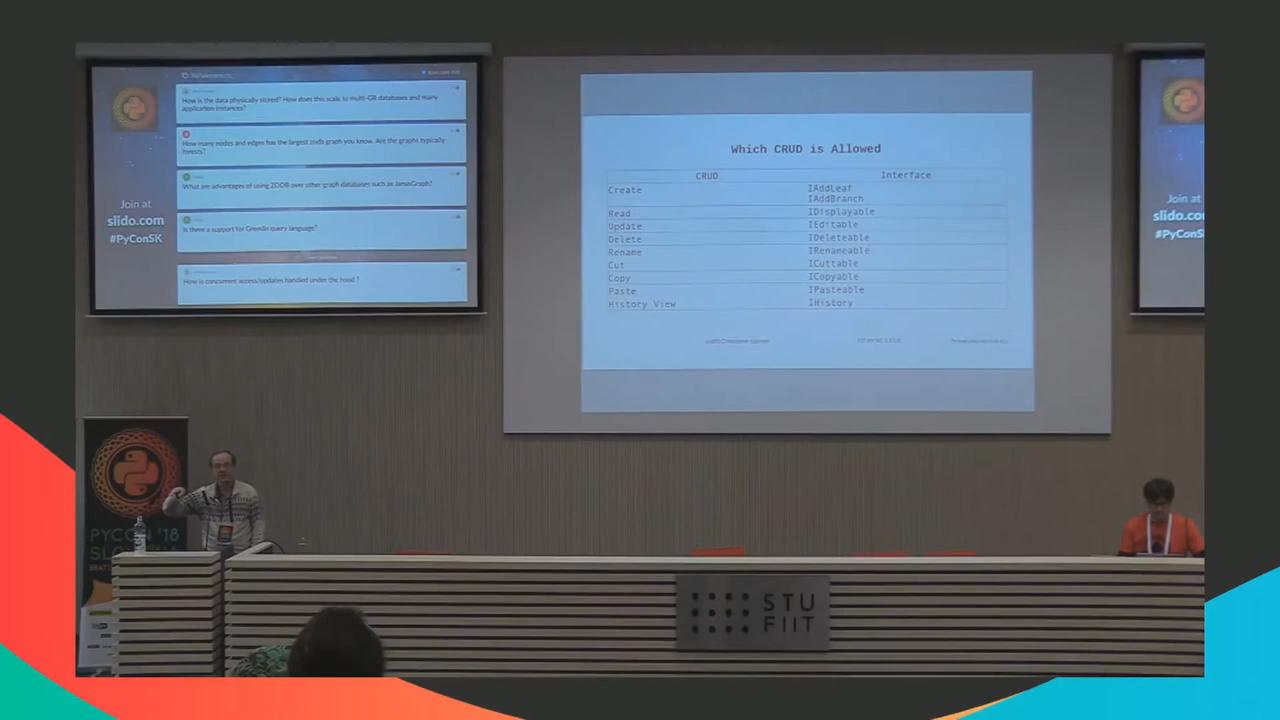 How is the data physically stored? How does this scale to multi-GB databases and many
application instances?
How many nodes and edges has the largest zodb graph you know. Are the graphs typically
forests?
What are advantages of using ZODB over other graph databases such as JanusGraph?
Is there a support for Gremlin query language?
How is concurrent access/updates handled under the hood ?
Join at
slido.com
#PyConSK
Which CRUD is Allowed
CRUD Interface
Create IAddLeaf
IAddBranch
Read IDisplayable
Update IEditable
Delete IDeleteable
Rename IRenameable
Cut ICuttable
Copy ICopyable
Paste IPasteable
History View IHistory
Join at
slido.co
#PyConS
PYCON '18
STU
FIIT